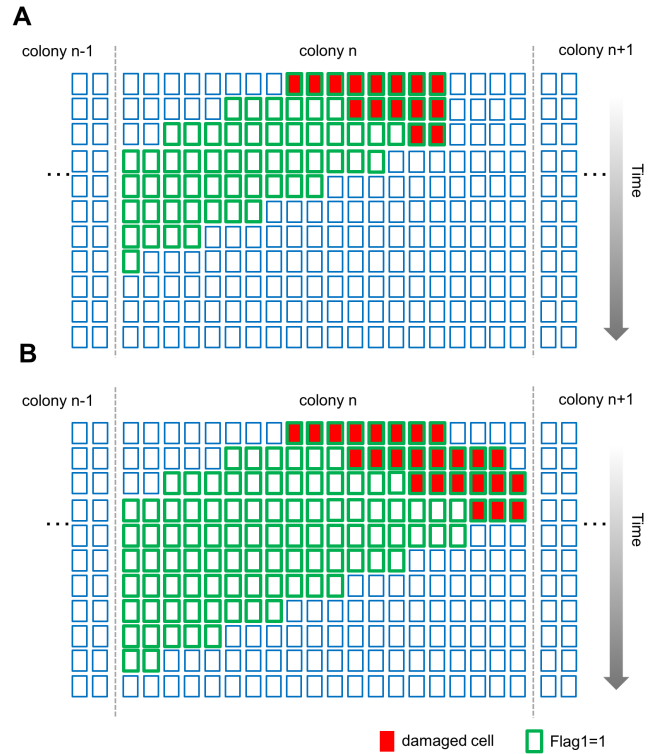 A
colony n-1 colony n colony n+1
... ...
Time
B
colony n-1 colony n colony n+1
... ...
Time
damaged cell Flag1=1